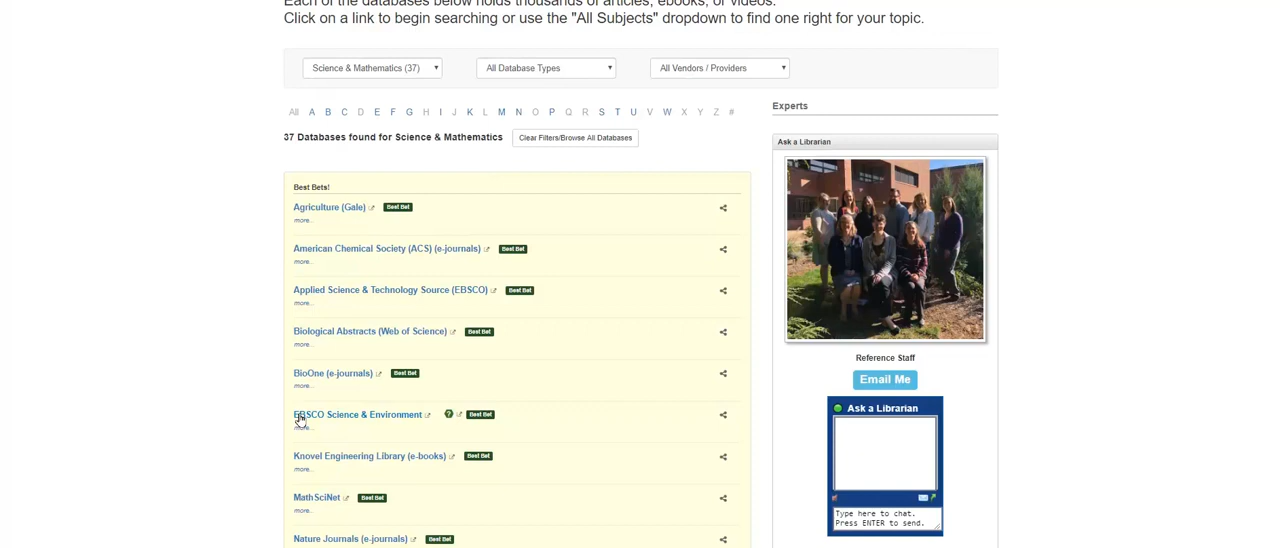 Each of the databases below holds thousands of articles, ebooks, or videos.
Click on a link to begin searching or use the "All Subjects" dropdown to find one right for your topic.
Science & Mathematics (37)
All Database Types
All Vendors / Providers
All A B C D E F G H I J K L M N O P Q R S T U V W X Y Z #
37 Databases found for Science & Mathematics
Clear Filters/Browse All Databases
Best Bets!
Agriculture (Gale) Best Bet
more...
American Chemical Society (ACS) (e-journals) Best Bet
more...
Applied Science & Technology Source (EBSCO) Best Bet
more...
Biological Abstracts (Web of Science) Best Bet
more...
BioOne (e-journals) Best Bet
more...
EBSCO Science & Environment ? Best Bet
more...
Knovel Engineering Library (e-books) Best Bet
more...
MathSciNet Best Bet
more...
Nature Journals (e-journals) Best Bet
Experts
Ask a Librarian
Reference Staff
Email Me
Ask a Librarian
Type here to chat.
Press ENTER to send.